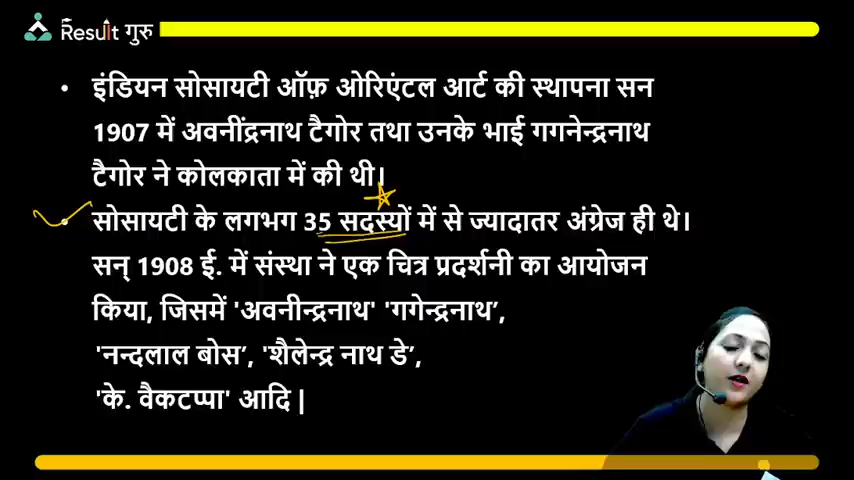 Result गुरु
• इंडियन सोसायटी ऑफ़ ओरिएंटल आर्ट की स्थापना सन
1907 में अवनींद्रनाथ टैगोर तथा उनके भाई गगनेन्द्रनाथ
टैगोर ने कोलकाता में की थी।
• सोसायटी के लगभग 35 सदस्यों में से ज्यादातर अंग्रेज ही थे।
सन् 1908 ई. में संस्था ने एक चित्र प्रदर्शनी का आयोजन
किया, जिसमें 'अवनीन्द्रनाथ' 'गगेन्द्रनाथ’,
'नन्दलाल बोस’, 'शैलेन्द्र नाथ डे’,
'के. वैकटप्पा' आदि |